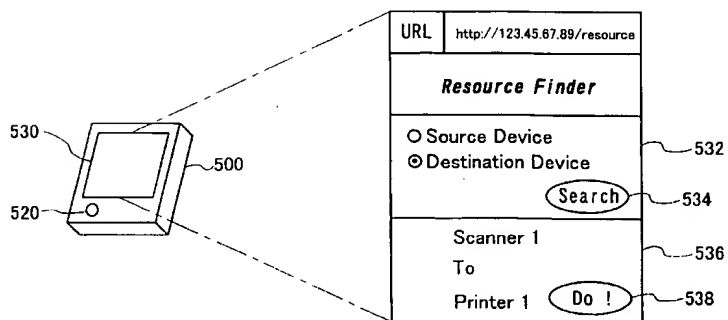 URL http://123.45.67.89/resource
Resource Finder
Source Device
Destination Device
Search
Scanner 1
To
Printer 1 Do !
530
500
520
532
534
536
538